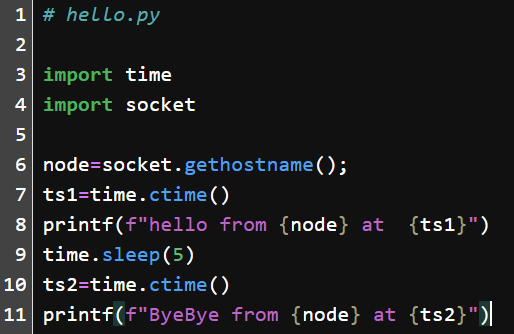 1 # hello.py
2
3 import time
4 import socket
5
6 node=socket.gethostname();
7 ts1=time.ctime()
8 printf(f"hello from {node} at  {ts1}")
9 time.sleep(5)
10 ts2=time.ctime()
11 printf(f"ByeBye from {node} at {ts2}")